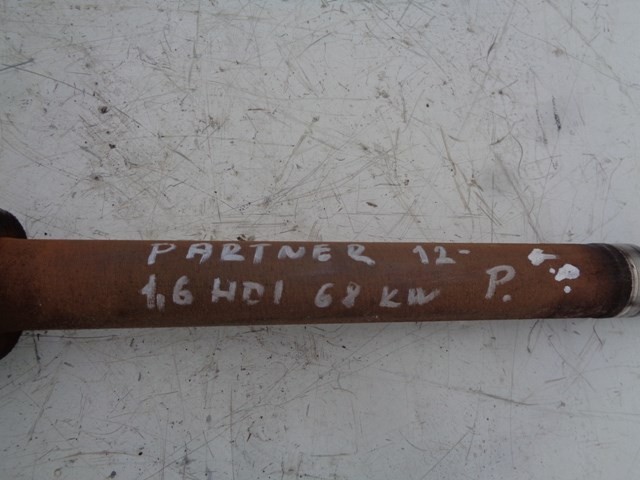 PARTNER 12-
1,6 HDI 68 KW P.